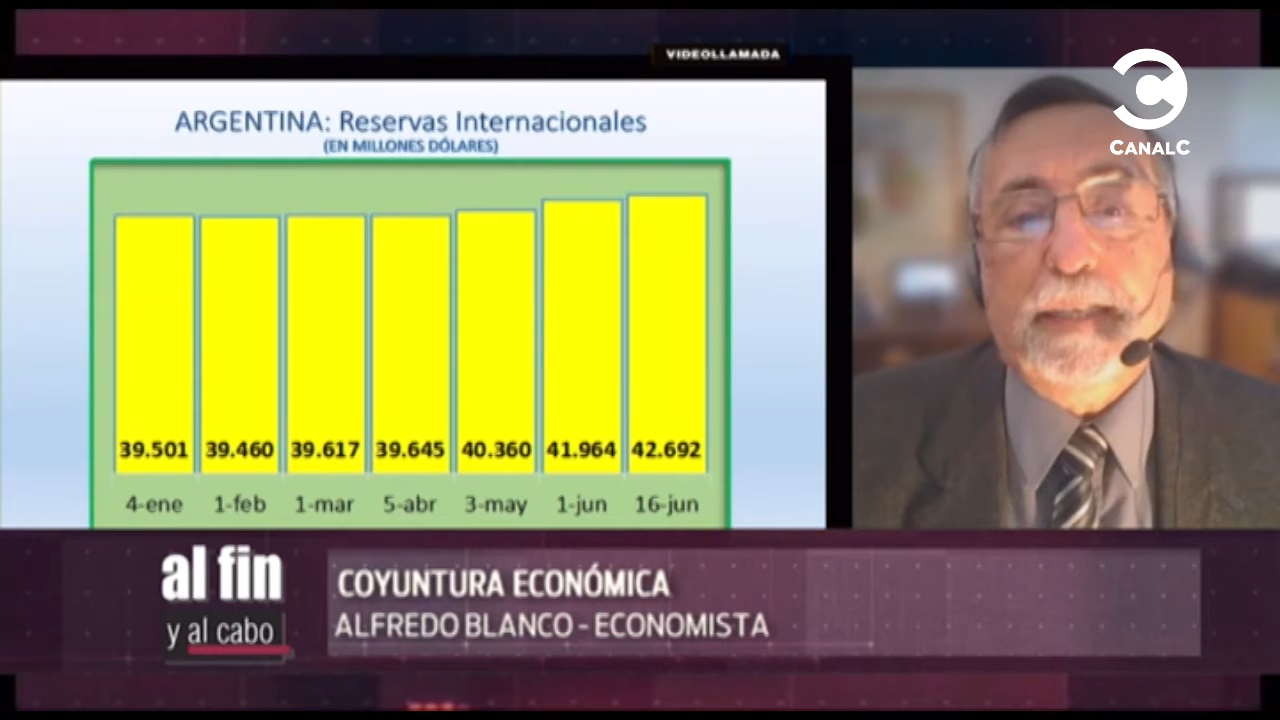 VIDEOLLAMADA
CANALC
ARGENTINA: Reservas Internacionales
(EN MILLONES DÓLARES)
39.501 39.460 39.617 39.645 40.360 41.964 42.692
4-ene 1-feb 1-mar 5-abr 3-may 1-jun 16-jun
al fin
y al cabo
COYUNTURA ECONÓMICA
ALFREDO BLANCO - ECONOMISTA